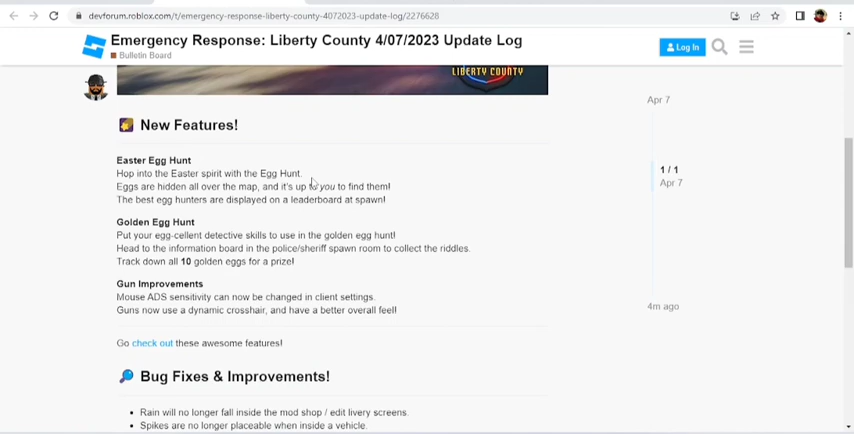 devforum.roblox.com/t/emergency-response-liberty-county-4072023-update-log/2276628
Emergency Response: Liberty County 4/07/2023 Update Log
Bulletin Board
Log In
LIBERTY COUNTY
Apr 7
New Features!
Easter Egg Hunt
Hop into the Easter spirit with the Egg Hunt.
Eggs are hidden all over the map, and it's up to you to find them!
The best egg hunters are displayed on a leaderboard at spawn!
1 / 1
Apr 7
Golden Egg Hunt
Put your egg-cellent detective skills to use in the golden egg hunt!
Head to the information board in the police/sheriff spawn room to collect the riddles.
Track down all 10 golden eggs for a prize!
Gun Improvements
Mouse ADS sensitivity can now be changed in client settings.
Guns now use a dynamic crosshair, and have a better overall feel!
4m ago
Go check out these awesome features!
Bug Fixes & Improvements!
Rain will no longer fall inside the mod shop / edit livery screens.
Spikes are no longer placeable when inside a vehicle.